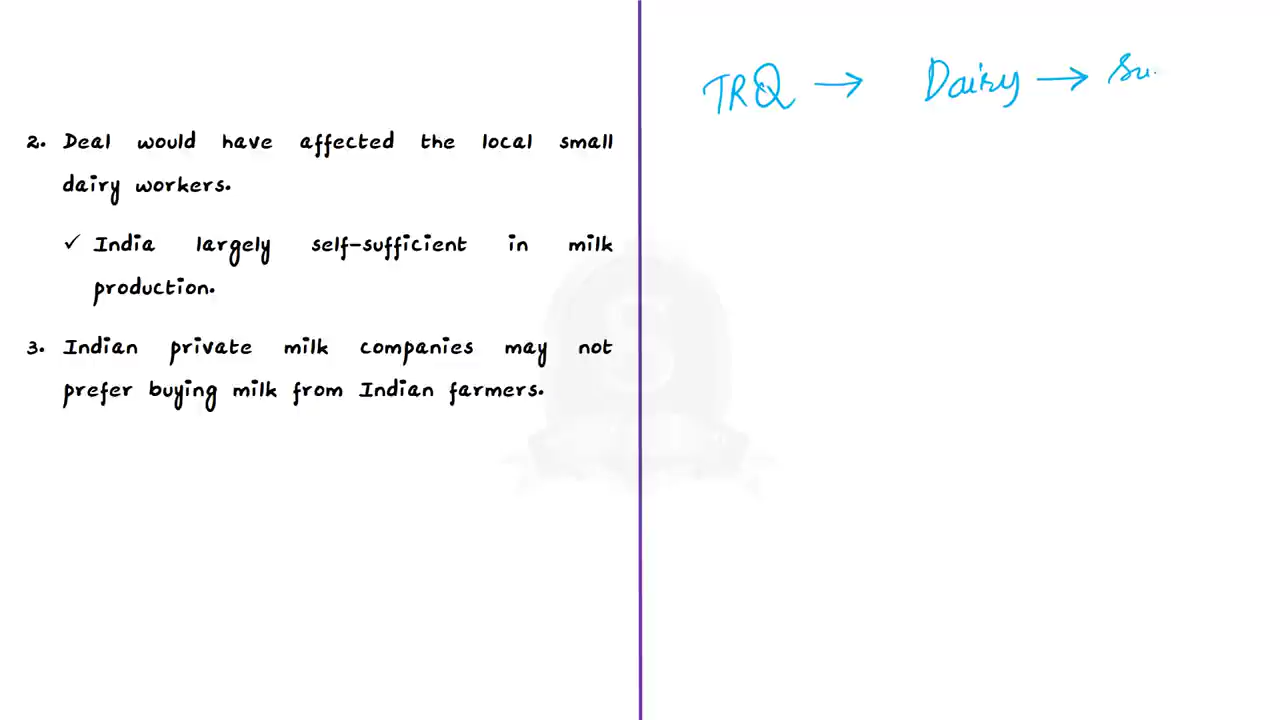 2. Deal would have affected the local small
dairy workers.
✓ India largely self-sufficient in milk
production.
3. Indian private milk companies may not
prefer buying milk from Indian farmers.
TRQ → Dairy → Su